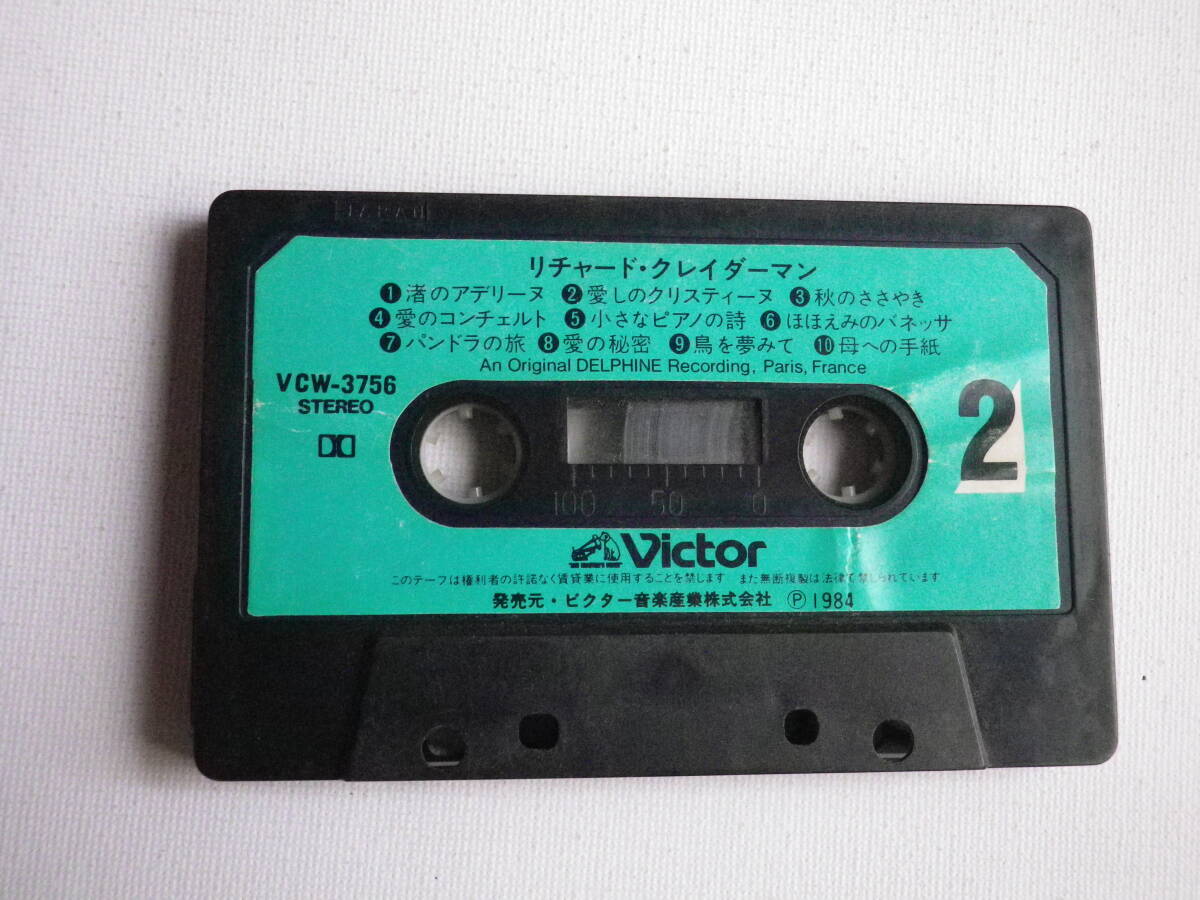 JAPAN
リチャード・クレイダーマン
❶渚のアデリーヌ ❷愛しのクリスティーヌ ❸秋のささやき
❹愛のコンチェルト ❺小さなピアノの詩 ❻ほほえみのバネッサ
❼パンドラの旅 ❽愛の秘密 ❾鳥を夢みて ❿母への手紙
An Original DELPHINE Recording, Paris, France
VCW-3756
STEREO
2
100 50 0
Victor
このテープは権利者の許諾なく賃貸業に使用することを禁じます また無断複製は法律で禁じられています
発売元・ビクター音楽産業株式会社 Ⓟ1984